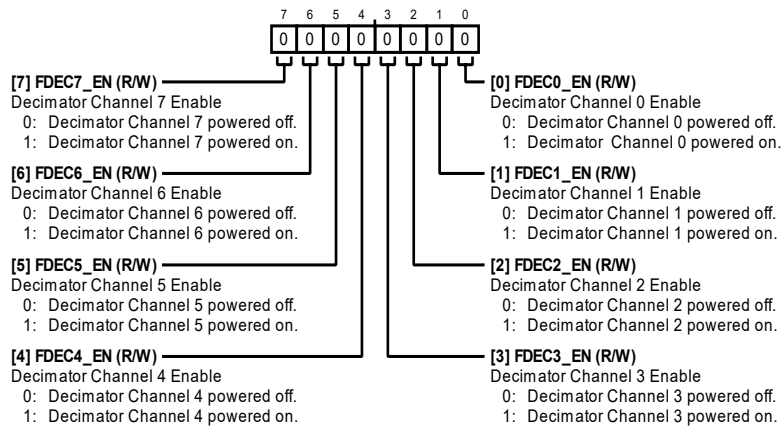 7 6 5 4 3 2 1 0
0 0 0 0 0 0 0 0
[7] FDEC7_EN (R/W)
Decimator Channel 7 Enable
0: Decimator Channel 7 powered off.
1: Decimator Channel 7 powered on.
[6] FDEC6_EN (R/W)
Decimator Channel 6 Enable
0: Decimator Channel 6 powered off.
1: Decimator Channel 6 powered on.
[5] FDEC5_EN (R/W)
Decimator Channel 5 Enable
0: Decimator Channel 5 powered off.
1: Decimator Channel 5 powered on.
[4] FDEC4_EN (R/W)
Decimator Channel 4 Enable
0: Decimator Channel 4 powered off.
1: Decimator Channel 4 powered on.
[0] FDEC0_EN (R/W)
Decimator Channel 0 Enable
0: Decimator Channel 0 powered off.
1: Decimator Channel 0 powered on.
[1] FDEC1_EN (R/W)
Decimator Channel 1 Enable
0: Decimator Channel 1 powered off.
1: Decimator Channel 1 powered on.
[2] FDEC2_EN (R/W)
Decimator Channel 2 Enable
0: Decimator Channel 2 powered off.
1: Decimator Channel 2 powered on.
[3] FDEC3_EN (R/W)
Decimator Channel 3 Enable
0: Decimator Channel 3 powered off.
1: Decimator Channel 3 powered on.